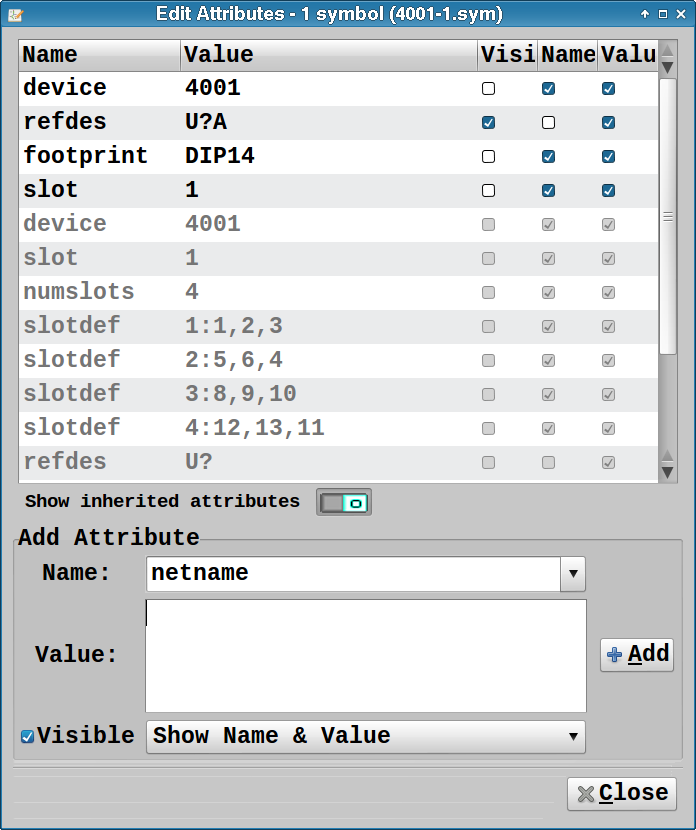 Edit Attributes - 1 symbol (4001-1.sym)
Name Value Visi Name Valu
device 4001
refdes U?A
footprint DIP14
slot 1
device 4001
slot 1
numslots 4
slotdef 1:1,2,3
slotdef 2:5,6,4
slotdef 3:8,9,10
slotdef 4:12,13,11
refdes U?
Show inherited attributes
Add Attribute
Name: netname
Value:
Add
Visible Show Name & Value
Close